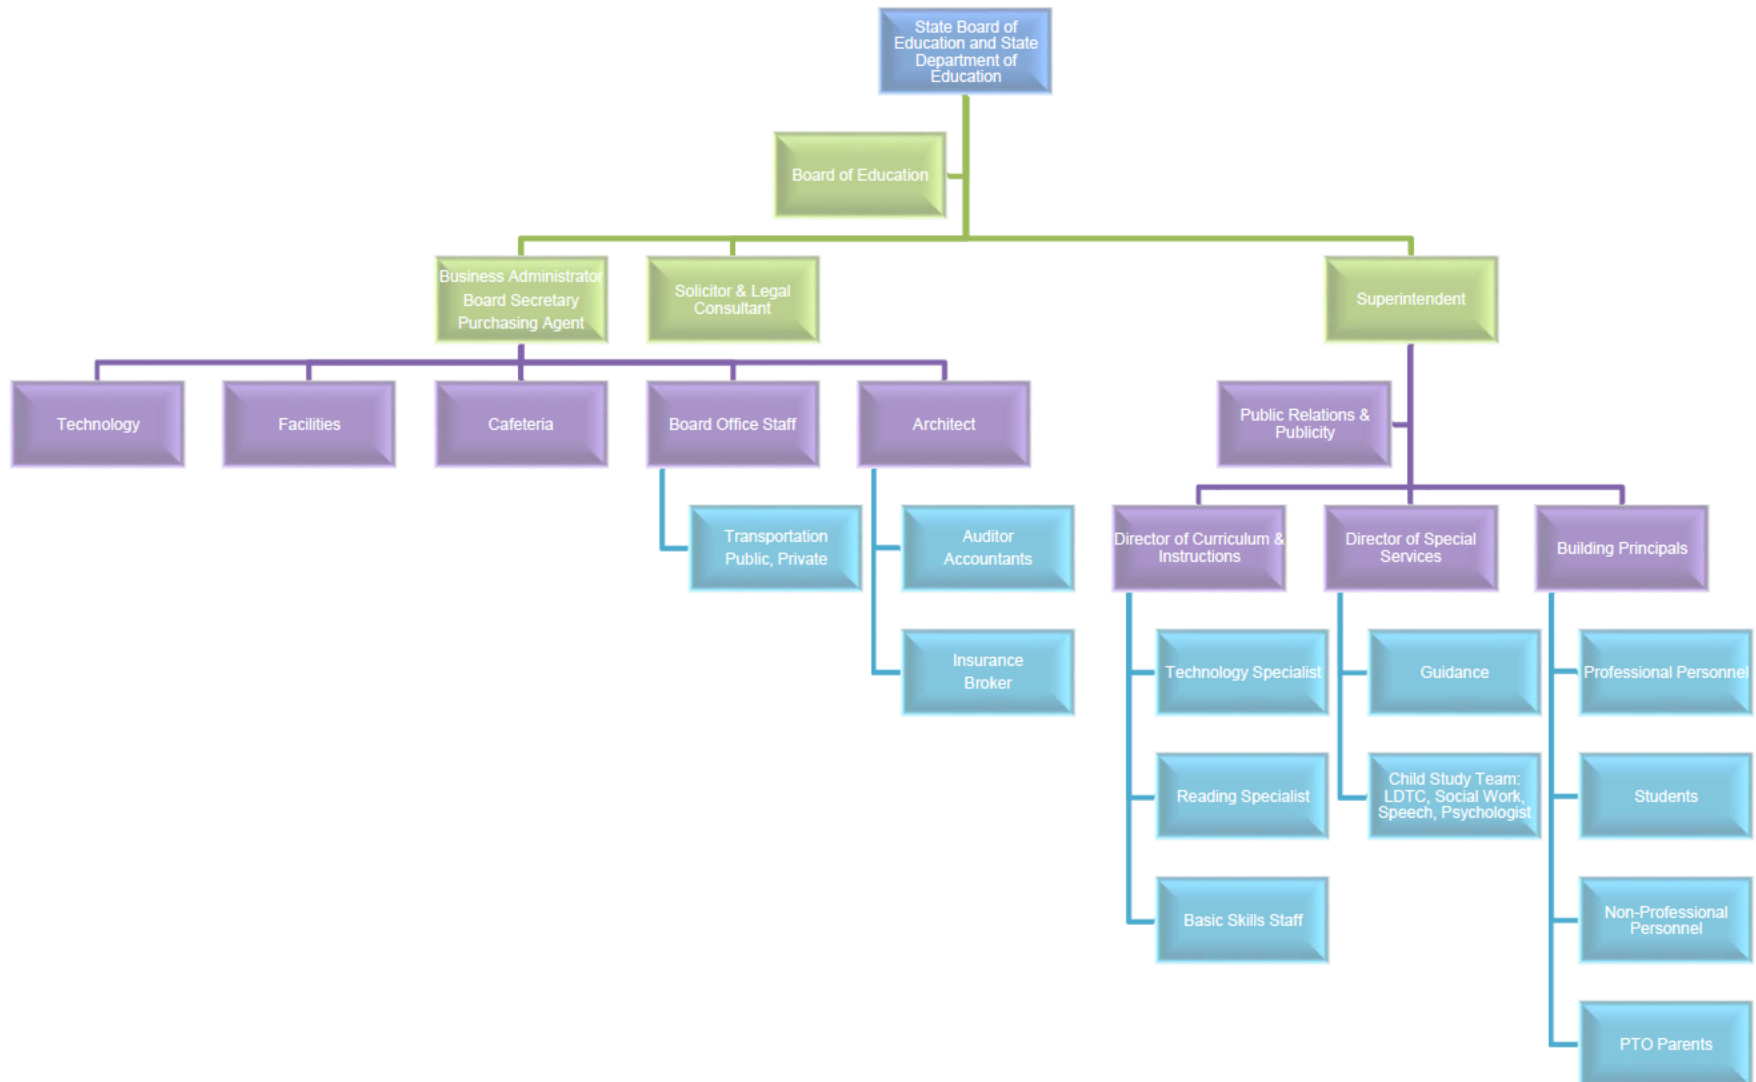 State Board of
Education and State
Department of
Education
Board of Education
Business Administrator
Board Secretary
Purchasing Agent
Solicitor & Legal
Consultant
Superintendent
Technology
Facilities
Cafeteria
Board Office Staff
Architect
Public Relations &
Publicity
Transportation
Public, Private
Auditor
Accountants
Director of Curriculum &
Instructions
Director of Special
Services
Building Principals
Insurance
Broker
Technology Specialist
Guidance
Professional Personnel
Reading Specialist
Child Study Team:
LDTC, Social Work,
Speech, Psychologist
Students
Basic Skills Staff
Non-Professional
Personnel
PTO Parents